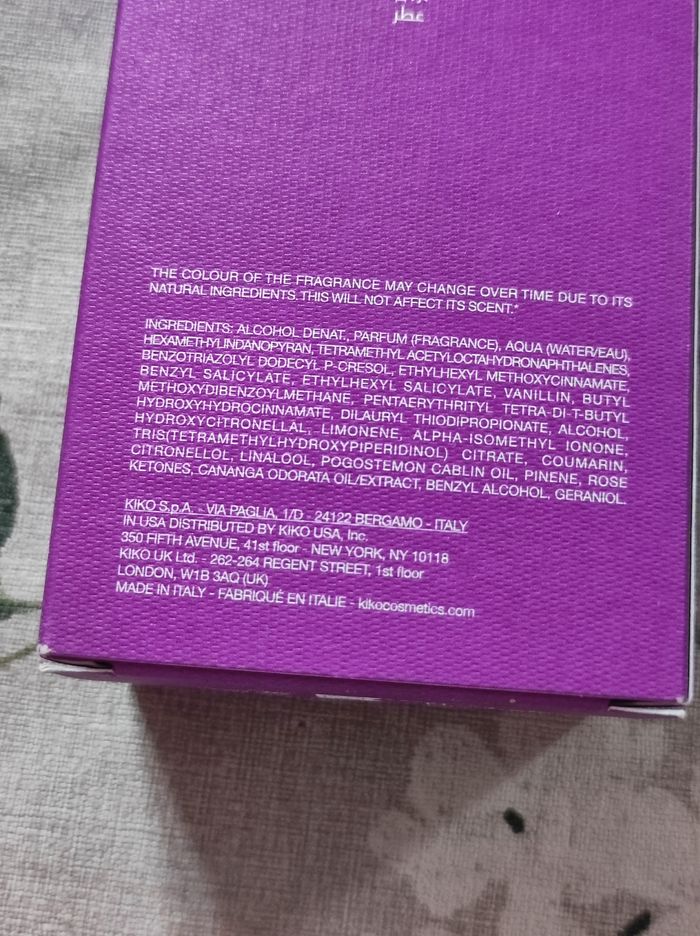 عطر
THE COLOUR OF THE FRAGRANCE MAY CHANGE OVER TIME DUE TO ITS
NATURAL INGREDIENTS. THIS WILL NOT AFFECT ITS SCENT.*
INGREDIENTS: ALCOHOL DENAT., PARFUM (FRAGRANCE), AQUA (WATER/EAU),
HEXAMETHYLINDANOPYRAN, TETRAMETHYL ACETYLOCTAHYDRONAPHTHALENES,
BENZOTRIAZOLYL DODECYL P-CRESOL, ETHYLHEXYL METHOXYCINNAMATE,
BENZYL SALICYLATE, ETHYLHEXYL SALICYLATE, VANILLIN, BUTYL
METHOXYDIBENZOYLMETHANE, PENTAERYTHRITYL TETRA-DI-T-BUTYL
HYDROXYHYDROCINNAMATE, DILAURYL THIODIPROPIONATE, ALCOHOL,
HYDROXYCITRONELLAL, LIMONENE, ALPHA-ISOMETHYL IONONE,
TRIS(TETRAMETHYLHYDROXYPIPERIDINOL) CITRATE, COUMARIN,
CITRONELLOL, LINALOOL, POGOSTEMON CABLIN OIL, PINENE, ROSE
KETONES, CANANGA ODORATA OIL/EXTRACT, BENZYL ALCOHOL, GERANIOL.
KIKO S.p.A. - VIA PAGLIA, 1/D - 24122 BERGAMO - ITALY
IN USA DISTRIBUTED BY KIKO USA, Inc.
350 FIFTH AVENUE, 41st floor - NEW YORK, NY 10118
KIKO UK Ltd. - 262-264 REGENT STREET, 1st floor
LONDON, W1B 3AQ (UK)
MADE IN ITALY - FABRIQUÉ EN ITALIE - kikocosmetics.com